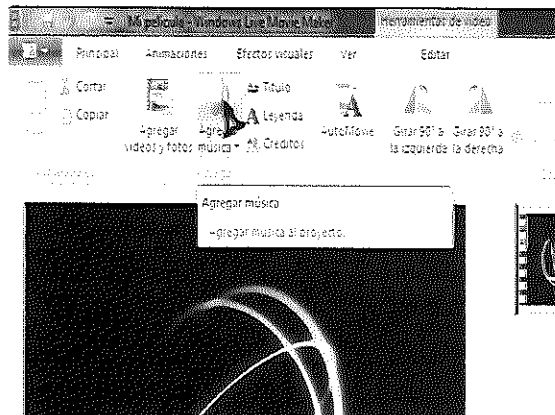 Mi película - Windows Live Movie Maker
Herramientas de vídeo
Principal
Animaciones
Efectos visuales
Ver
Editar
Cortar
Copiar
Agregar
vídeos y fotos
Agregar
música
Título
Leyenda
Créditos
AutoMovie
Girar 90° a
la izquierda
Girar 90° a
la derecha
Agregar música
Agregar música al proyecto.